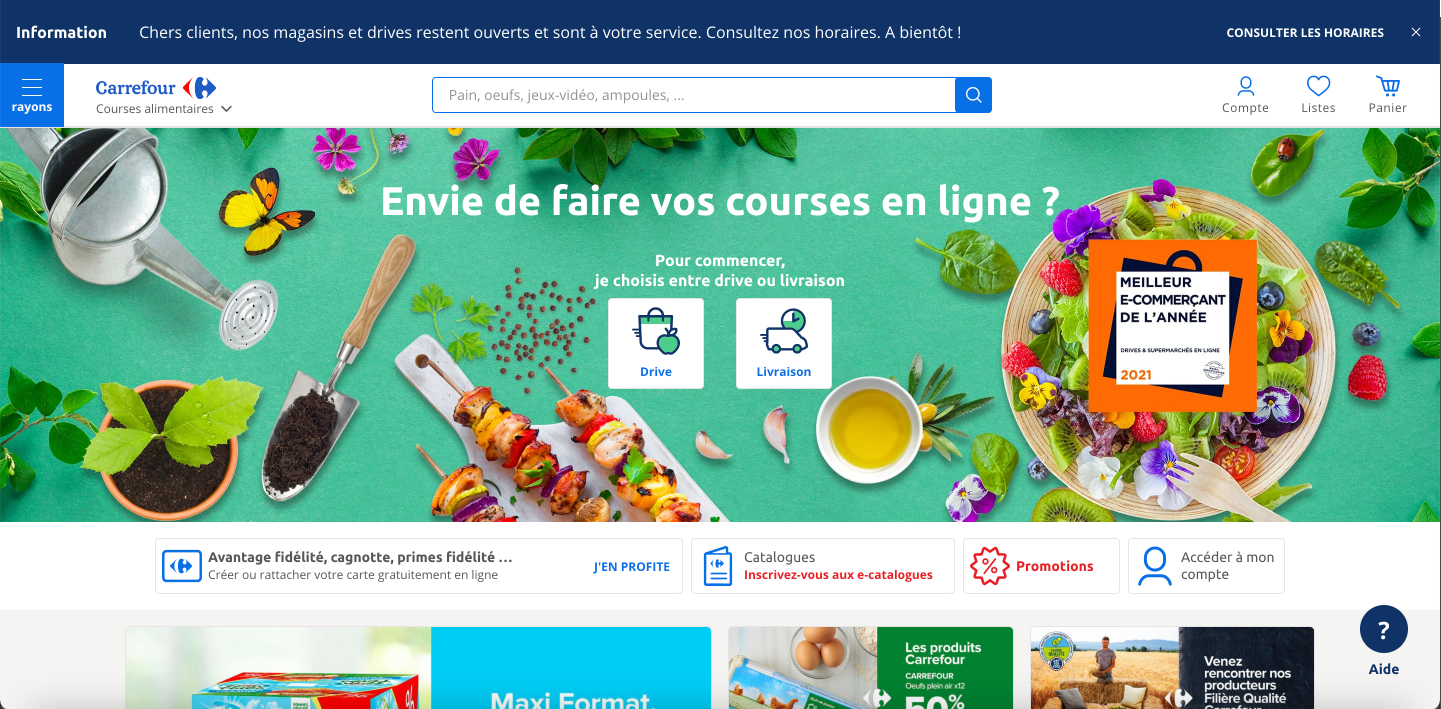 Information
Chers clients, nos magasins et drives restent ouverts et sont à votre service. Consultez nos horaires. A bientôt !
CONSULTER LES HORAIRES
rayons
Carrefour
Courses alimentaires
Pain, oeufs, jeux-vidéo, ampoules, ...
Compte
Listes
Panier
Envie de faire vos courses en ligne ?
Pour commencer,
je choisis entre drive ou livraison
Drive
Livraison
MEILLEUR
E-COMMERÇANT
DE L'ANNÉE
DRIVES & SUPERMARCHÉS EN LIGNE
2021
Avantage fidélité, cagnotte, primes fidélité ...
Créer ou rattacher votre carte gratuitement en ligne
J'EN PROFITE
Catalogues
Inscrivez-vous aux e-catalogues
%
Promotions
Accéder à mon
compte
%
Maxi Format,
Les produits
Carrefour
Oeufs plein air x12
50%
Venez
rencontrer nos
producteurs
Filière Qualité
Carrefour
?
Aide